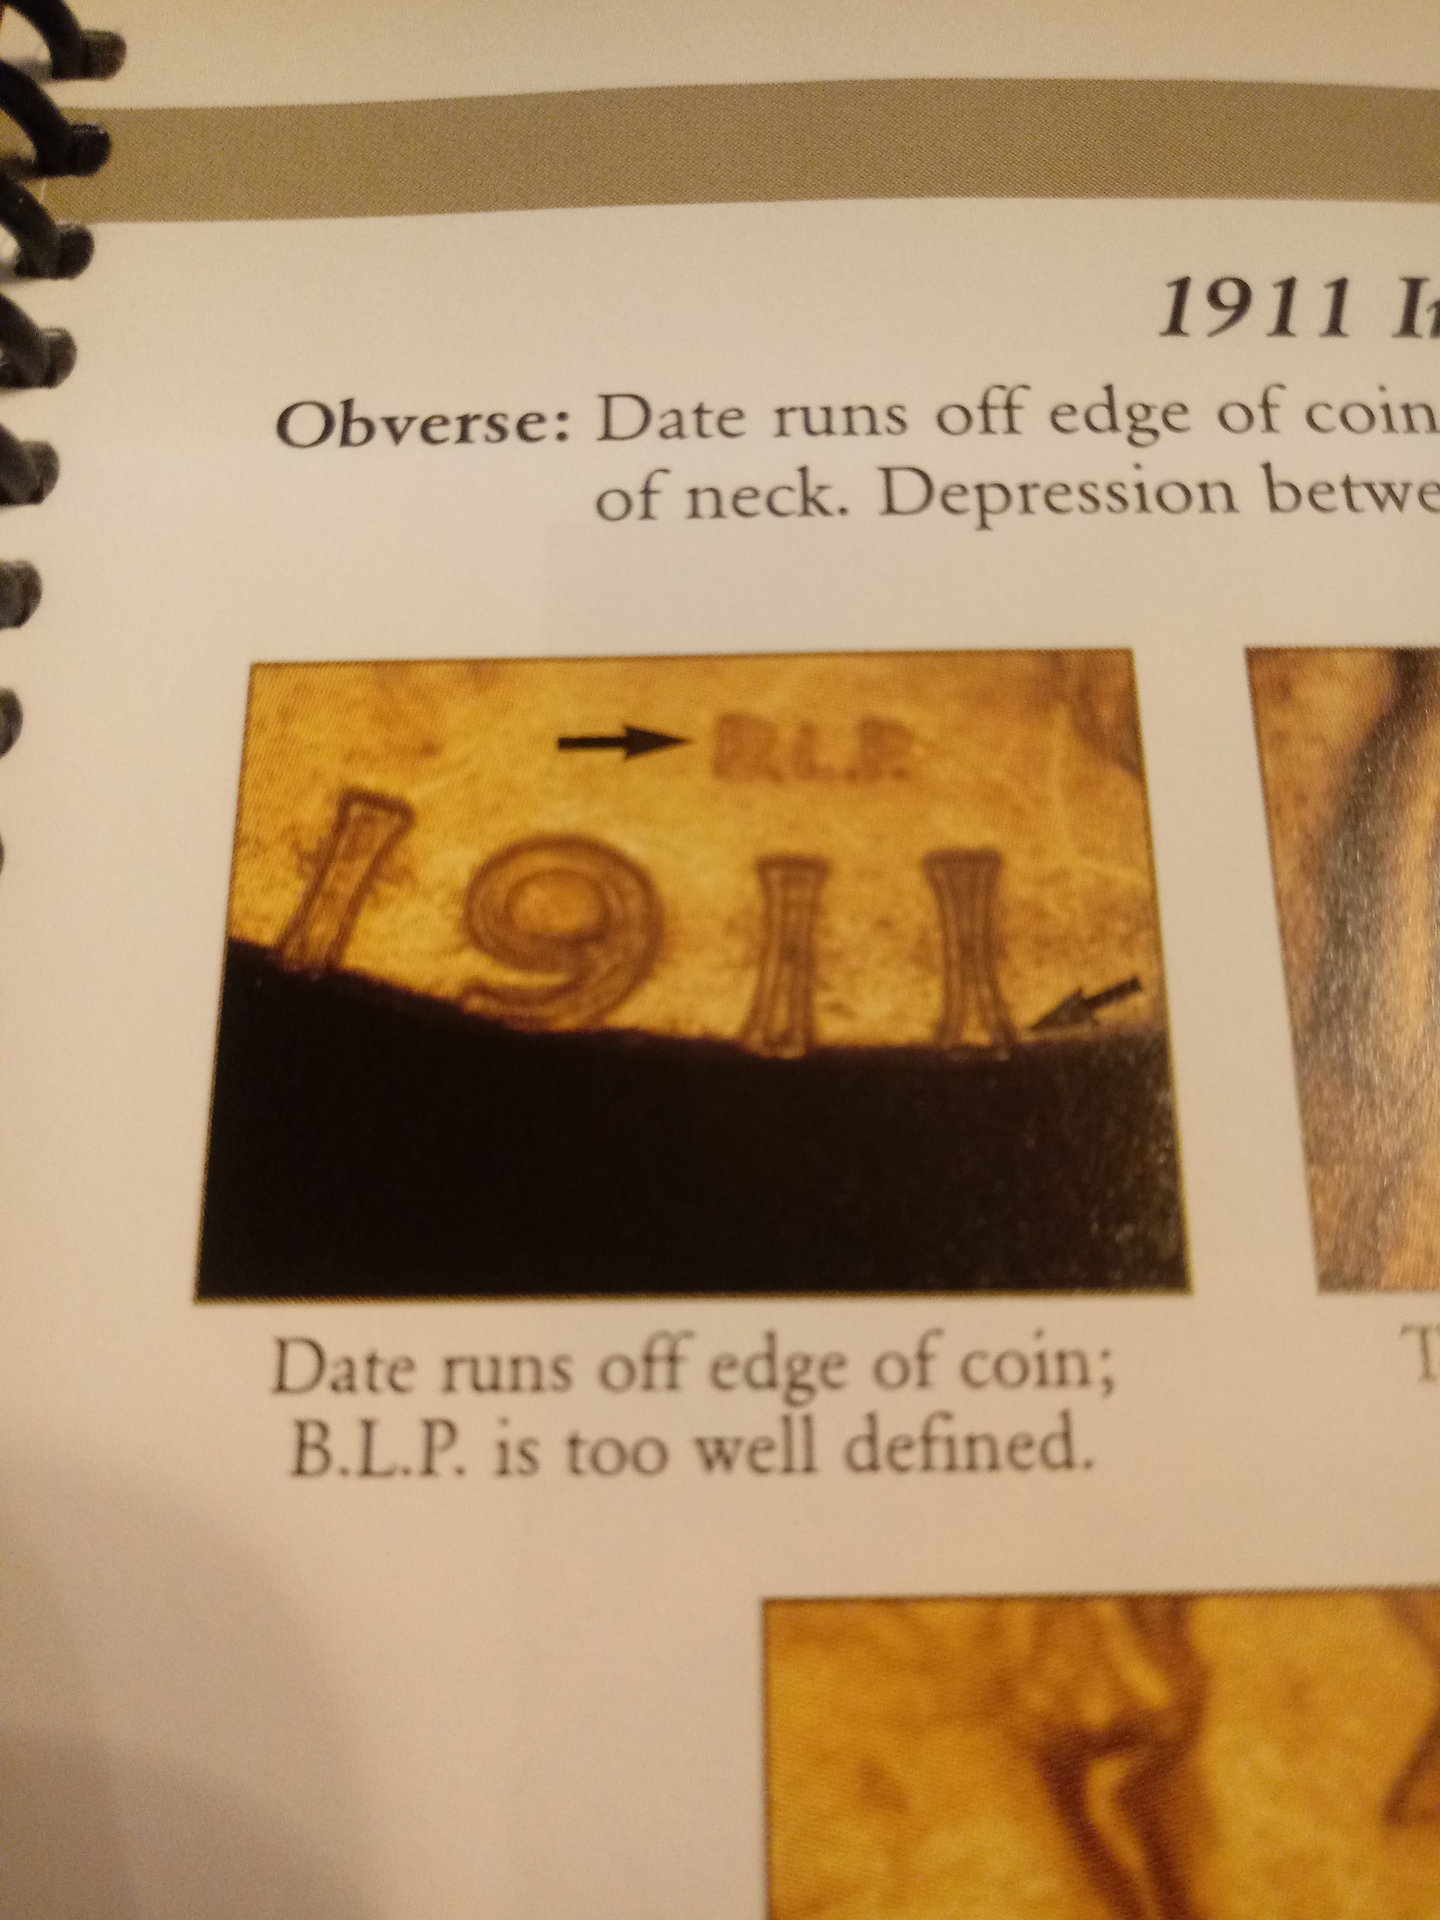 1911
Obverse: Date runs off edge of coin
of neck. Depression
B.L.P.
1911
Date runs off edge of coin;
B.L.P. is too well defined.